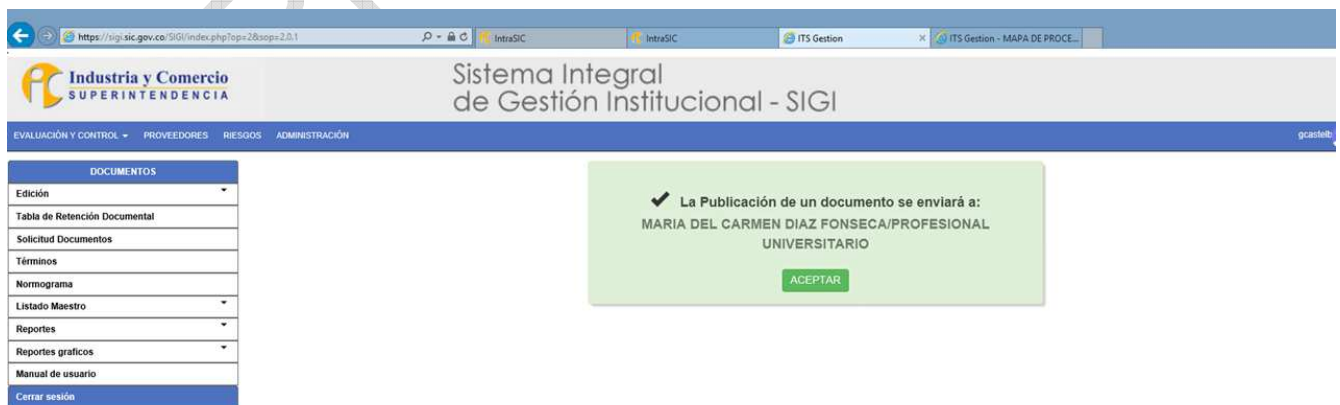 https://sigi.sic.gov.co/SIGI/index.php?op=2&sop=2.0.1
IntraSIC
IntraSIC
ITS Gestion
ITS Gestion - MAPA DE PROCE...
Industria y Comercio
SUPERINTENDENCIA
Sistema Integral
de Gestión Institucional - SIGI
EVALUACIÓN Y CONTROL PROVEEDORES RIESGOS ADMINISTRACIÓN
gcastelb
DOCUMENTOS
Edición
Tabla de Retención Documental
Solicitud Documentos
Términos
Normograma
Listado Maestro
Reportes
Reportes graficos
Manual de usuario
Cerrar sesión
La Publicación de un documento se enviará a:
MARIA DEL CARMEN DIAZ FONSECA/PROFESIONAL
UNIVERSITARIO
ACEPTAR